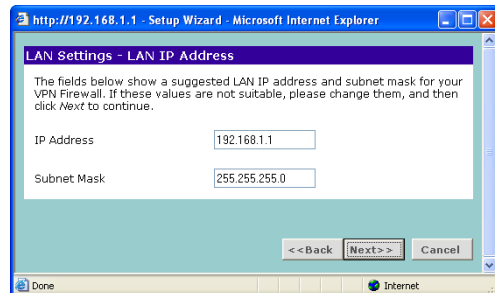 http://192.168.1.1 - Setup Wizard - Microsoft Internet Explorer
LAN Settings - LAN IP Address
The fields below show a suggested LAN IP address and subnet mask for your
VPN Firewall. If these values are not suitable, please change them, and then
click Next to continue.
IP Address 192.168.1.1
Subnet Mask 255.255.255.0
<<Back Next>> Cancel
Done Internet